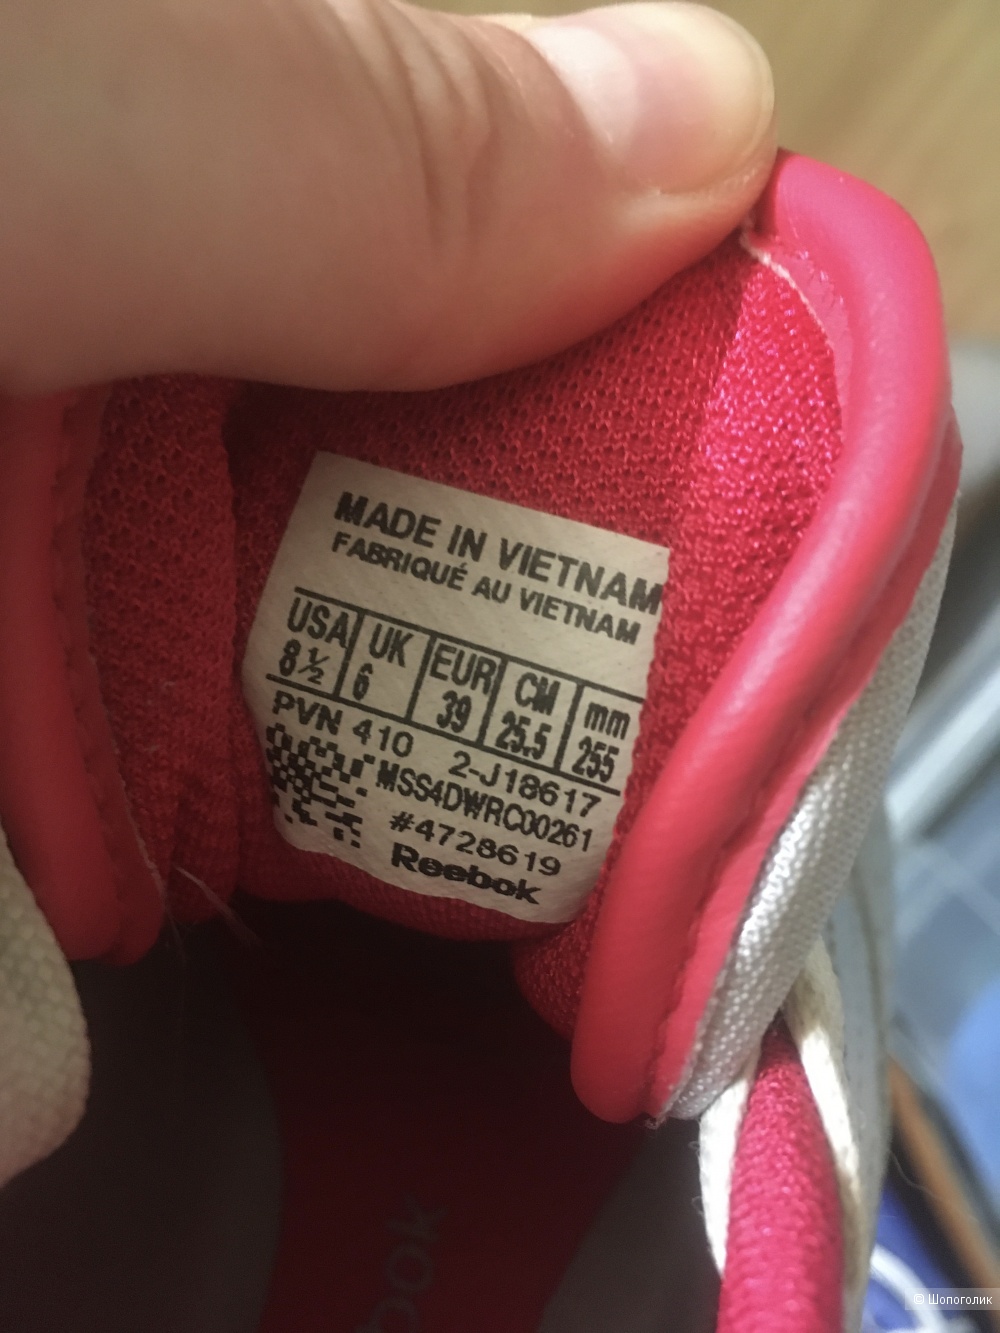 MADE IN VIETNAM
FABRIQUÉ AU VIETNAM
USA UK EUR CM mm
8½ 6 39 25.5 255
PVN 410 2-J18617
MSS4DWRC00261
#4728619
Reebok
bok
© Шопоголик